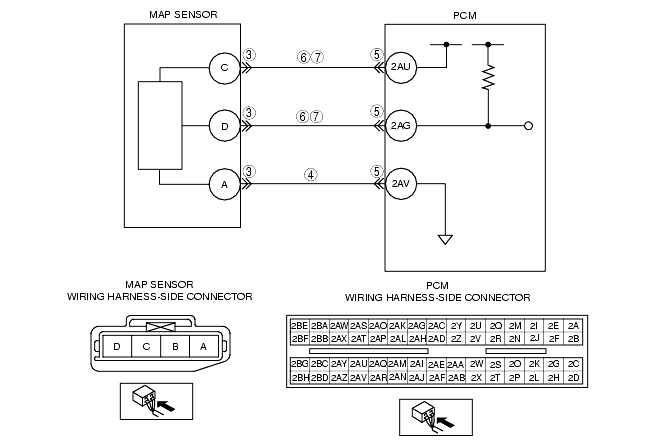 MAP SENSOR PCM
C ③ ⑥⑦ ⑤ 2AU
D ③ ⑥⑦ ⑤ 2AG
A ③ ④ ⑤ 2AV
MAP SENSOR
WIRING HARNESS-SIDE CONNECTOR
D C B A
PCM
WIRING HARNESS-SIDE CONNECTOR
2BE 2BA 2AW 2AS 2AO 2AK 2AG 2AC 2Y 2U 2Q 2M 2I 2E 2A
2BF 2BB 2AX 2AT 2AP 2AL 2AH 2AD 2Z 2V 2R 2N 2J 2F 2B
2BG 2BC 2AY 2AU 2AQ 2AM 2AI 2AE 2AA 2W 2S 2O 2K 2G 2C
2BH 2BD 2AZ 2AV 2AR 2AN 2AJ 2AF 2AB 2X 2T 2P 2L 2H 2D